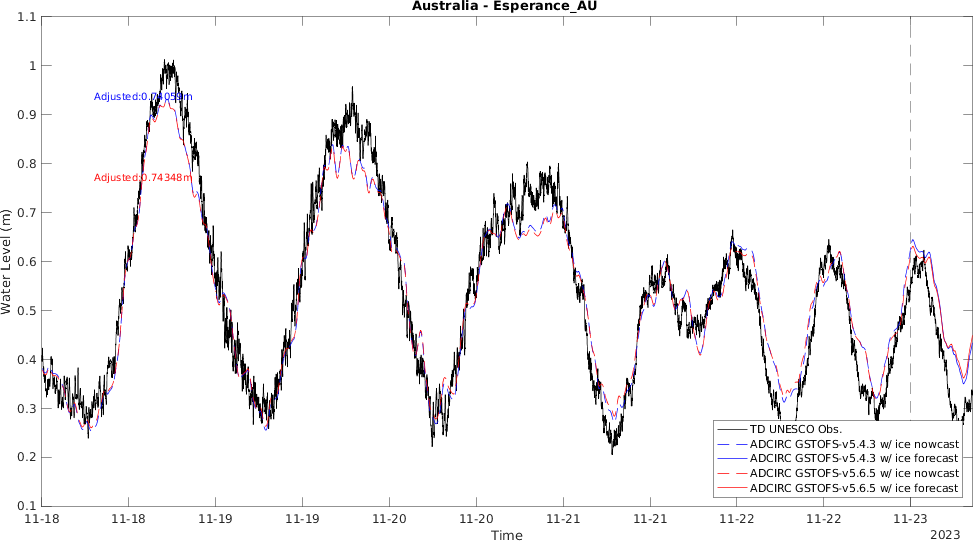 Australia - Esperance_AU
1.1
1
0.9
0.8
0.7
0.6
0.5
0.4
0.3
0.2
0.1
Water Level (m)
Adjusted:0.74059m
Adjusted:0.74348m
TD UNESCO Obs.
ADCIRC GSTOFS-v5.4.3 w/ ice nowcast
ADCIRC GSTOFS-v5.4.3 w/ ice forecast
ADCIRC GSTOFS-v5.6.5 w/ ice nowcast
ADCIRC GSTOFS-v5.6.5 w/ ice forecast
11-18 11-18 11-19 11-19 11-20 11-20 11-21 11-21 11-22 11-22 11-23
Time
2023